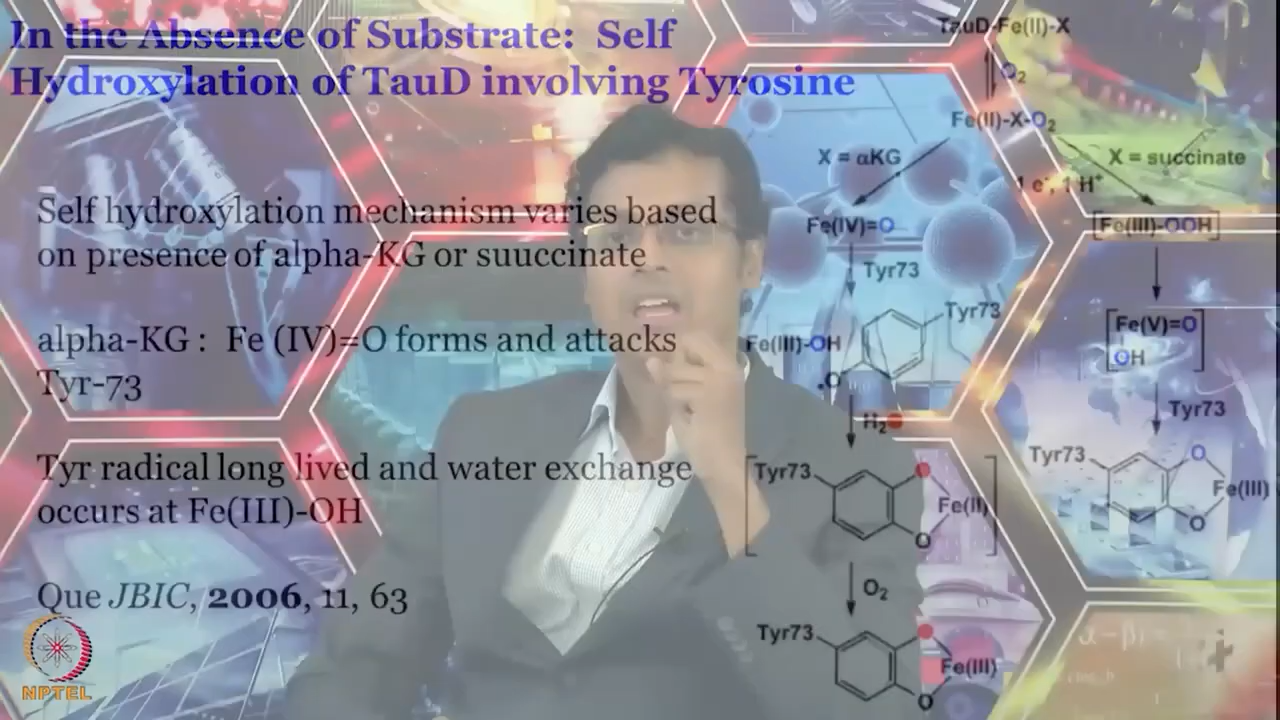 In the Absence of Substrate: Self
Hydroxylation of TauD involving Tyrosine
Self hydroxylation mechanism varies based
on presence of alpha-KG or suuccinate
alpha-KG : Fe (IV)=O forms and attacks
Tyr-73
Tyr radical long lived and water exchange
occurs at Fe(III)-OH
Que JBIC, 2006, 11, 63
NPTEL
TauD-Fe(II)-X
O2
Fe(II)-X-O2
X = αKG
Fe(IV)=O
Tyr73
Tyr73
Fe(III)-OH
.O
H2
Tyr73
Fe(II)
O
O2
Tyr73
Fe(III)
O
X = succinate
1 e-, 1 H+
[Fe(III)-OOH]
Fe(V)=O
OH
Tyr73
Tyr73
O
Fe(III)
O
α-β